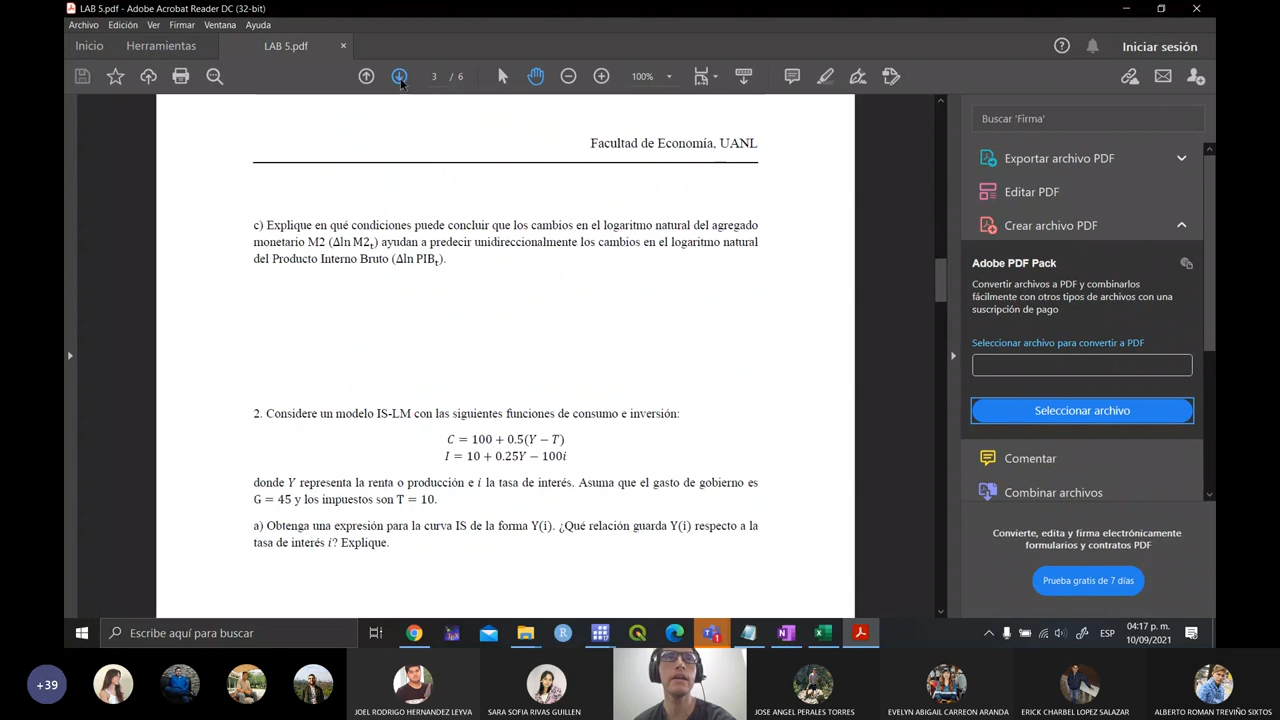 LAB 5.pdf - Adobe Acrobat Reader DC (32-bit)
Archivo Edición Ver Firmar Ventana Ayuda
Inicio Herramientas LAB 5.pdf × Iniciar sesión
3 / 6 100%
Facultad de Economía, UANL
c) Explique en qué condiciones puede concluir que los cambios en el logaritmo natural del agregado
monetario M2 (Δln M2t) ayudan a predecir unidireccionalmente los cambios en el logaritmo natural
del Producto Interno Bruto (Δln PIBt).
2. Considere un modelo IS-LM con las siguientes funciones de consumo e inversión:
C = 100 + 0.5(Y − T)
I = 10 + 0.25Y − 100i
donde Y representa la renta o producción e i la tasa de interés. Asuma que el gasto de gobierno es
G = 45 y los impuestos son T = 10.
a) Obtenga una expresión para la curva IS de la forma Y(i). ¿Qué relación guarda Y(i) respecto a la
tasa de interés i? Explique.
Buscar 'Firma'
Exportar archivo PDF
Editar PDF
Crear archivo PDF
Adobe PDF Pack
Convertir archivos a PDF y combinarlos
fácilmente con otros tipos de archivos con una
suscripción de pago
Seleccionar archivo para convertir a PDF
Seleccionar archivo
Comentar
Combinar archivos
Convierte, edita y firma electrónicamente
formularios y contratos PDF
Prueba gratis de 7 días
Escribe aquí para buscar
ESP
04:17 p. m.
10/09/2021
+39
JOEL RODRIGO HERNANDEZ LEYVA
SARA SOFIA RIVAS GUILLEN
JOSE ANGEL PERALES TORRES
EVELYN ABIGAIL CARREON ARANDA
ERICK CHARBEL LOPEZ SALAZAR
ALBERTO ROMAN TREVIÑO SIXTOS